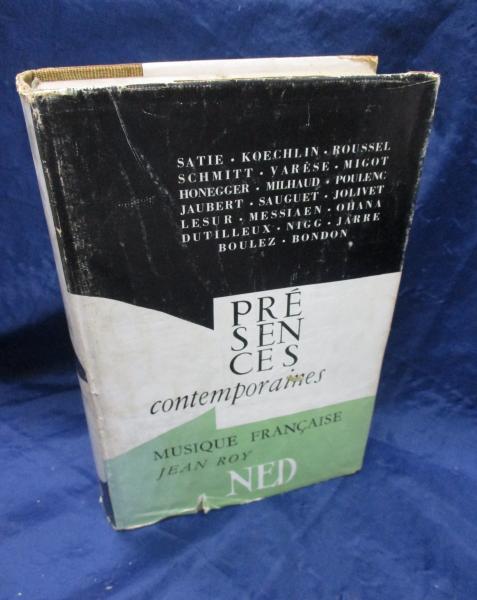 SATIE • KOECHLIN • ROUSSEL
SCHMITT • VARÈSE • MIGOT
HONEGGER • MILHAUD • POULENC
JAUBERT • SAUGUET • JOLIVET
LESUR • MESSIAEN • OHANA
DUTILLEUX • NIGG • JARRE
BOULEZ • BONDON
PRÉ
SEN
CES
contemporaines
MUSIQUE FRANÇAISE
JEAN ROY
NED